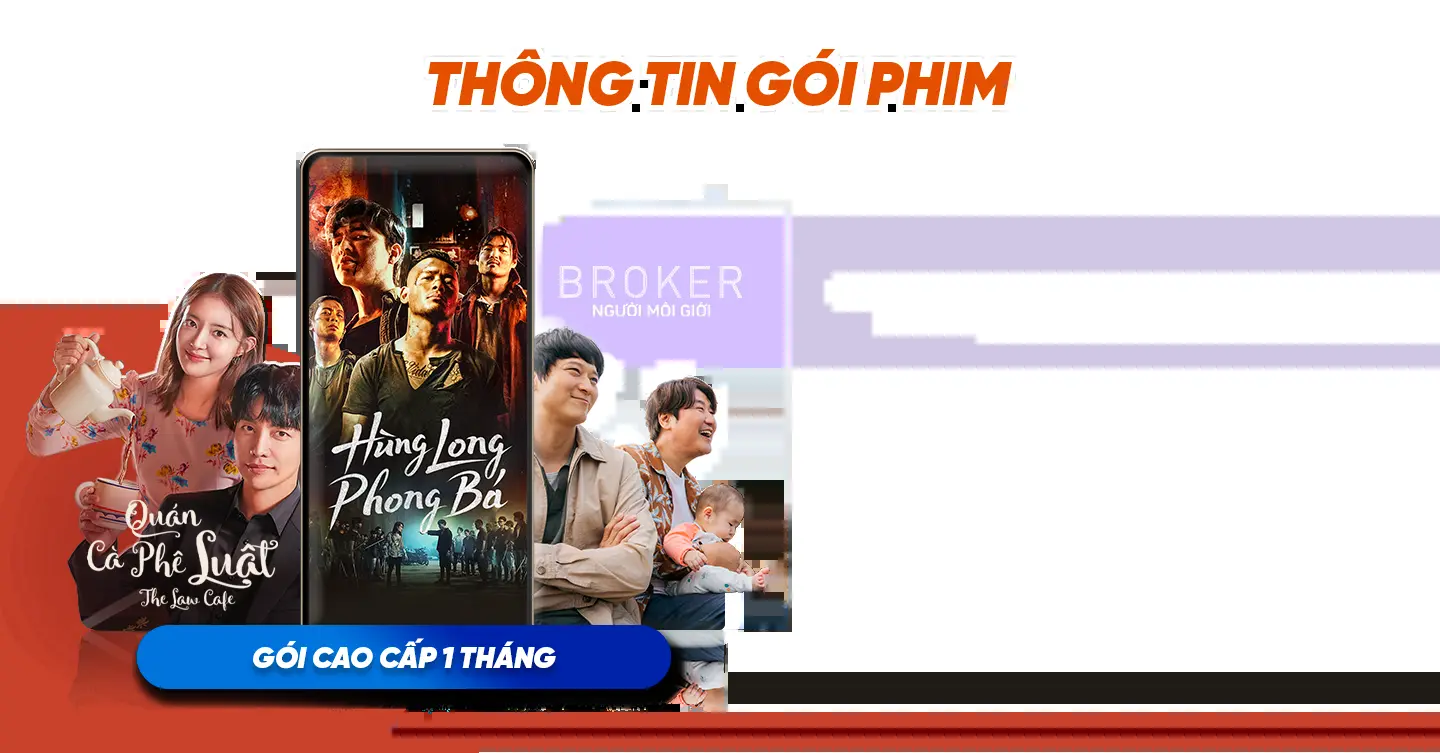 THÔNG TIN GÓI PHIM
BROKER
NGƯỜI MÔI GIỚI
Hùng Long
Phong Bá
Quán
Cà Phê Luật
The Law Cafe
GÓI CAO CẤP 1 THÁNG